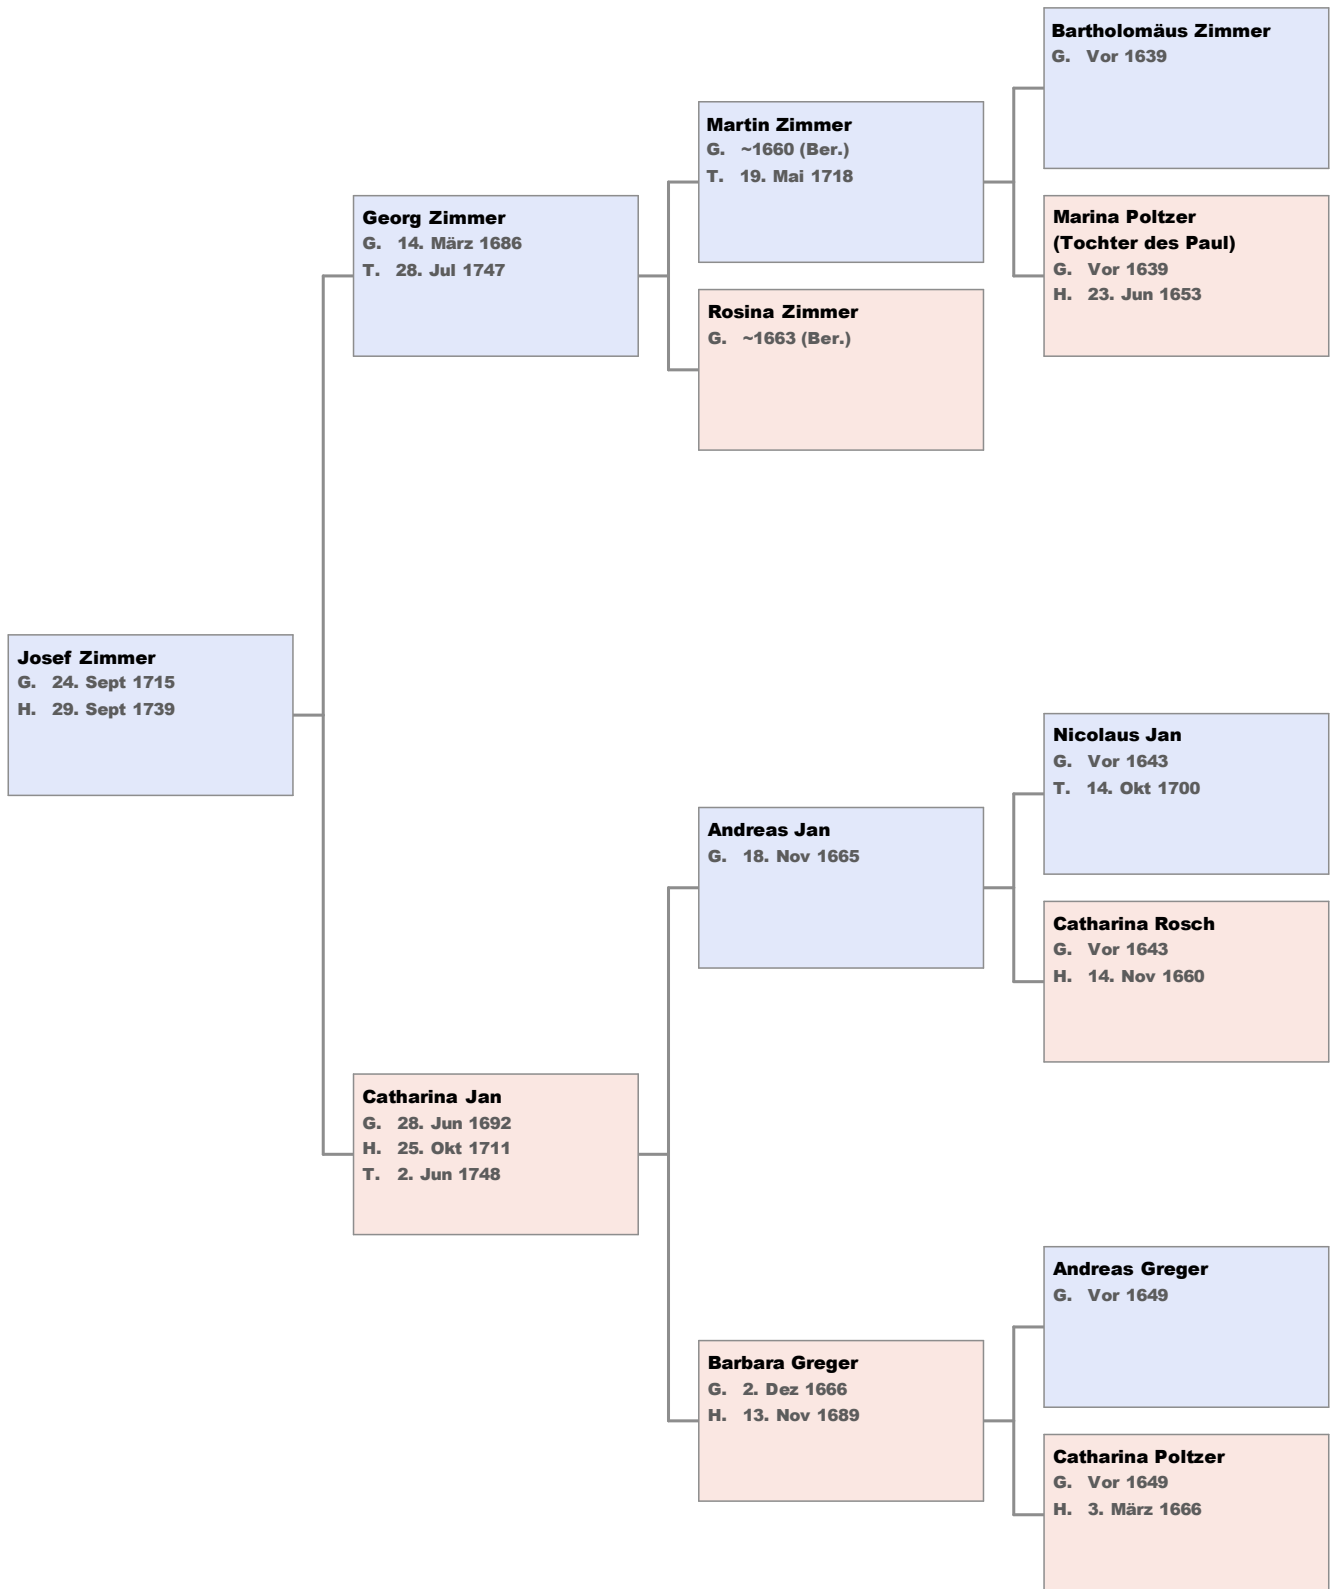 Bartholomäus Zimmer
G. Vor 1639
Martin Zimmer
G. ~1660 (Ber.)
T. 19. Mai 1718
Georg Zimmer
G. 14. März 1686
T. 28. Jul 1747
Marina Poltzer
(Tochter des Paul)
G. Vor 1639
H. 23. Jun 1653
Rosina Zimmer
G. ~1663 (Ber.)
Josef Zimmer
G. 24. Sept 1715
H. 29. Sept 1739
Nicolaus Jan
G. Vor 1643
T. 14. Okt 1700
Andreas Jan
G. 18. Nov 1665
Catharina Rosch
G. Vor 1643
H. 14. Nov 1660
Catharina Jan
G. 28. Jun 1692
H. 25. Okt 1711
T. 2. Jun 1748
Andreas Greger
G. Vor 1649
Barbara Greger
G. 2. Dez 1666
H. 13. Nov 1689
Catharina Poltzer
G. Vor 1649
H. 3. März 1666